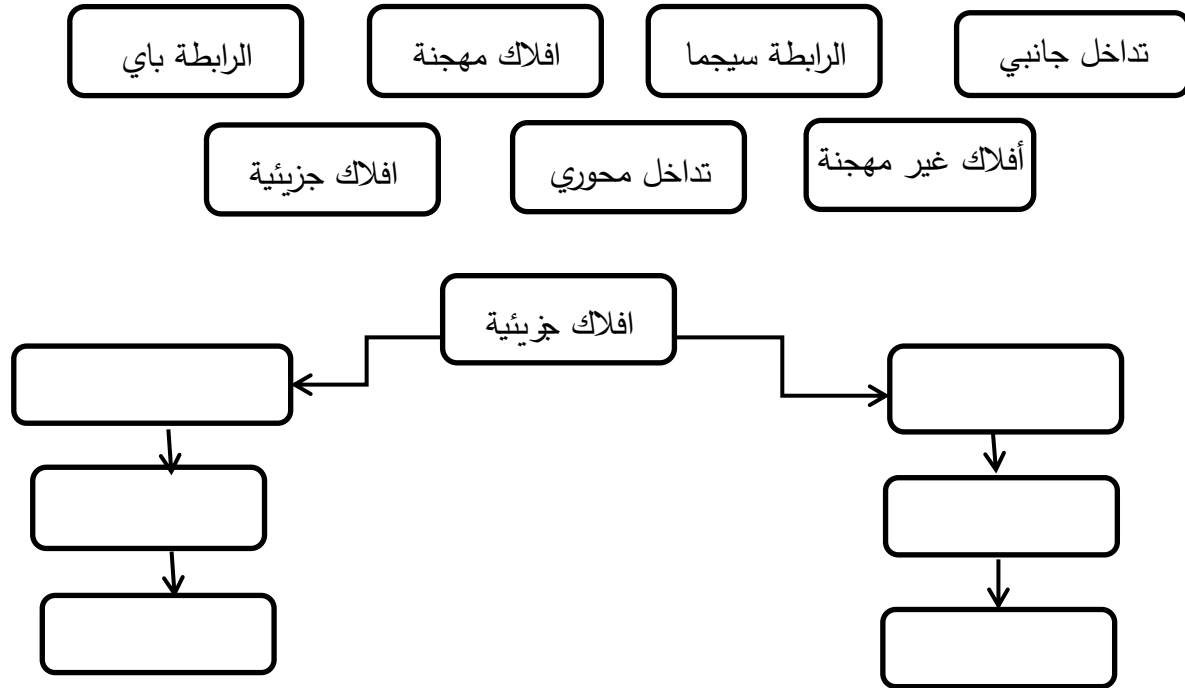 تداخل جانبي
الرابطة سيجما
افلاك مهجنة
الرابطة باي
أفلاك غير مهجنة
تداخل محوري
افلاك جزيئية
افلاك جزيئية